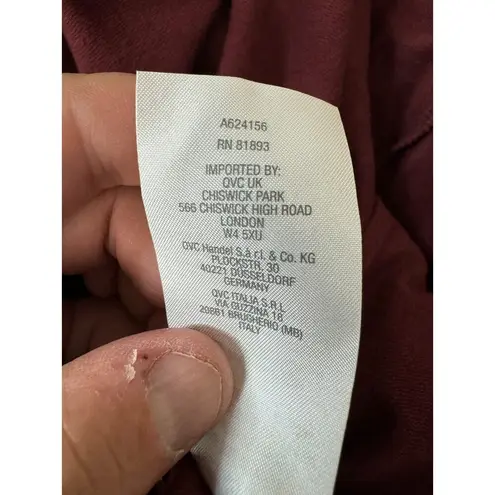 A624156
RN 81893
IMPORTED BY:
QVC UK
CHISWICK PARK
566 CHISWICK HIGH ROAD
LONDON
W4 5XU
QVC Handel S.à r.l. & Co. KG
PLOCKSTR. 30
40221 DÜSSELDORF
GERMANY
QVC ITALIA S.R.L
VIA GUZZINA 18
20861 BRUGHERIO (MB)
ITALY